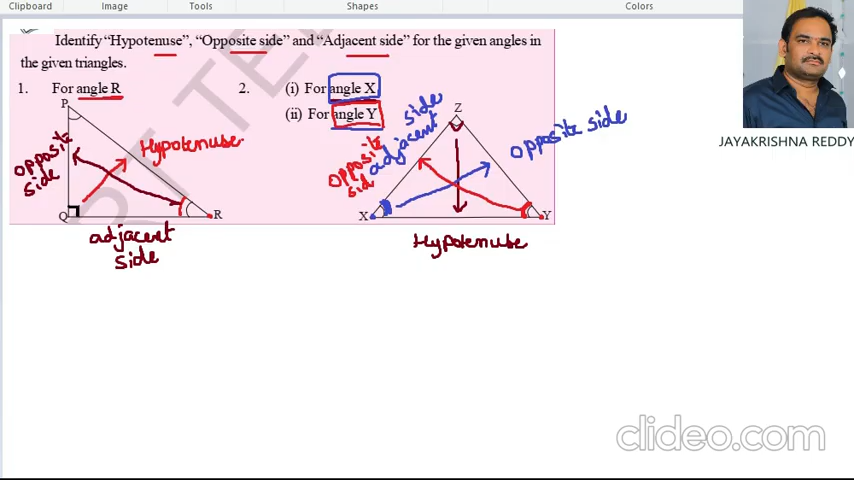 Clipboard
Image
Tools
Shapes
Colors
Identify “Hypotenuse”, “Opposite side” and “Adjacent side” for the given angles in
the given triangles.
1. For angle R
2. (i) For angle X
(ii) For angle Y
P
Q
R
Hypotenuse
Opposite
side
adjacent
side
Z
X
Y
Opposite
sid
side
adjacent
Opposite side
Hypotenuse
JAYAKRISHNA REDDY
clideo.com